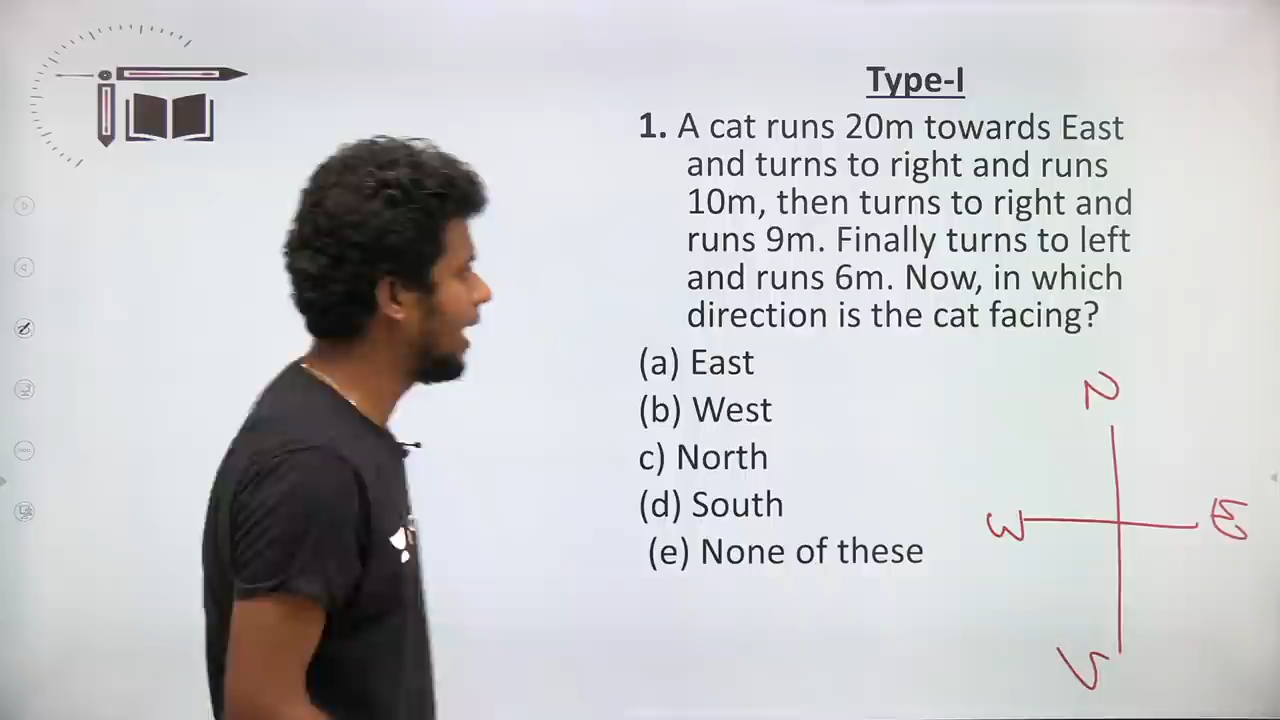 Type-I
1. A cat runs 20m towards East
and turns to right and runs
10m, then turns to right and
runs 9m. Finally turns to left
and runs 6m. Now, in which
direction is the cat facing?
(a) East
(b) West
c) North
(d) South
(e) None of these
N
W
E
S